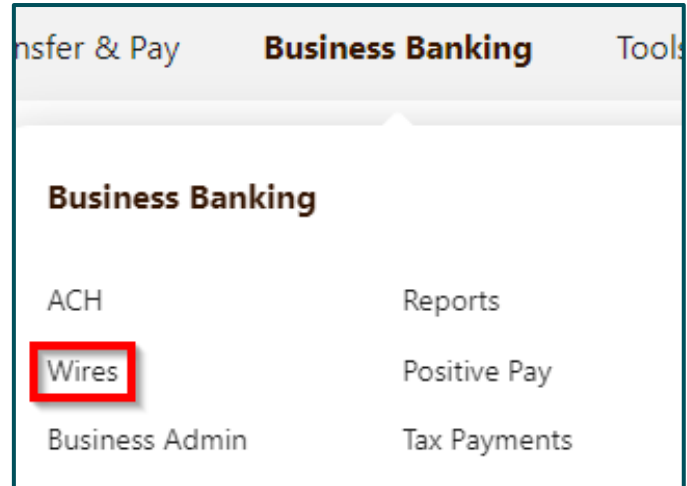 nsfer & Pay Business Banking Tools
Business Banking
ACH Reports
Wires Positive Pay
Business Admin Tax Payments